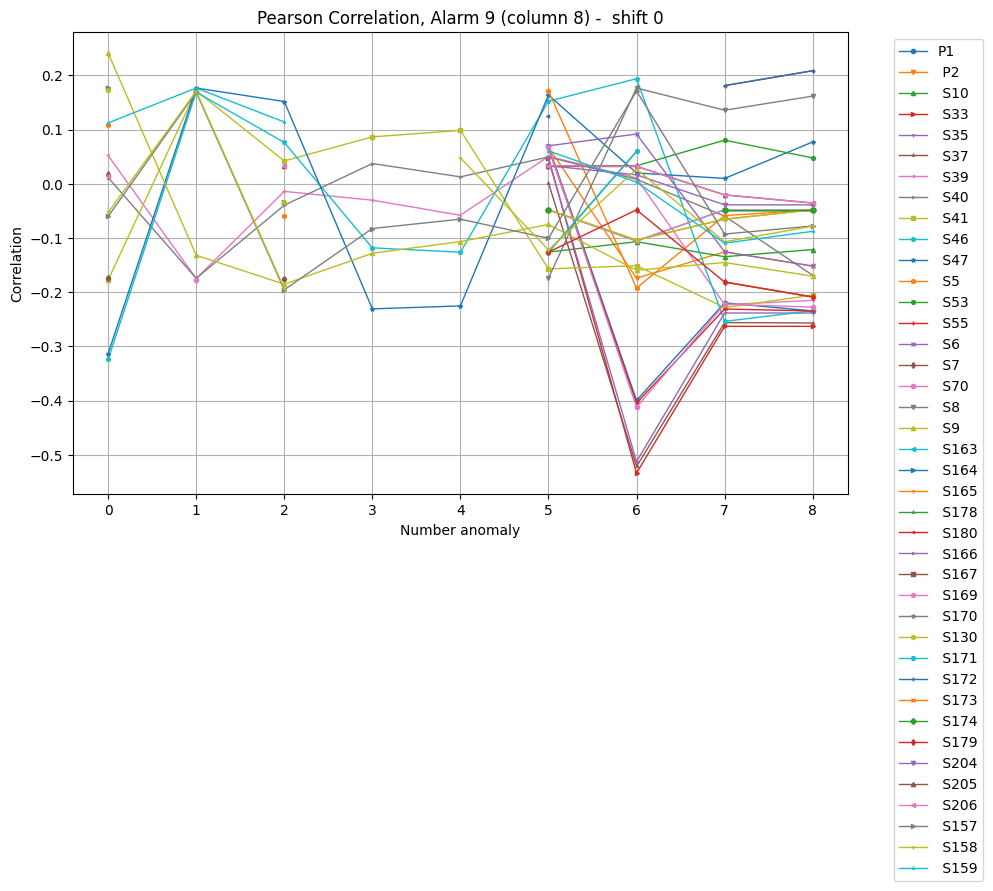 Pearson Correlation, Alarm 9 (column 8) -  shift 0
0.2
0.1
0.0
−0.1
−0.2
−0.3
−0.4
−0.5
Correlation
0 1 2 3 4 5 6 7 8
Number anomaly
P1
P2
S10
S33
S35
S37
S39
S40
S41
S46
S47
S5
S53
S55
S6
S7
S70
S8
S9
S163
S164
S165
S178
S180
S166
S167
S169
S170
S130
S171
S172
S173
S174
S179
S204
S205
S206
S157
S158
S159